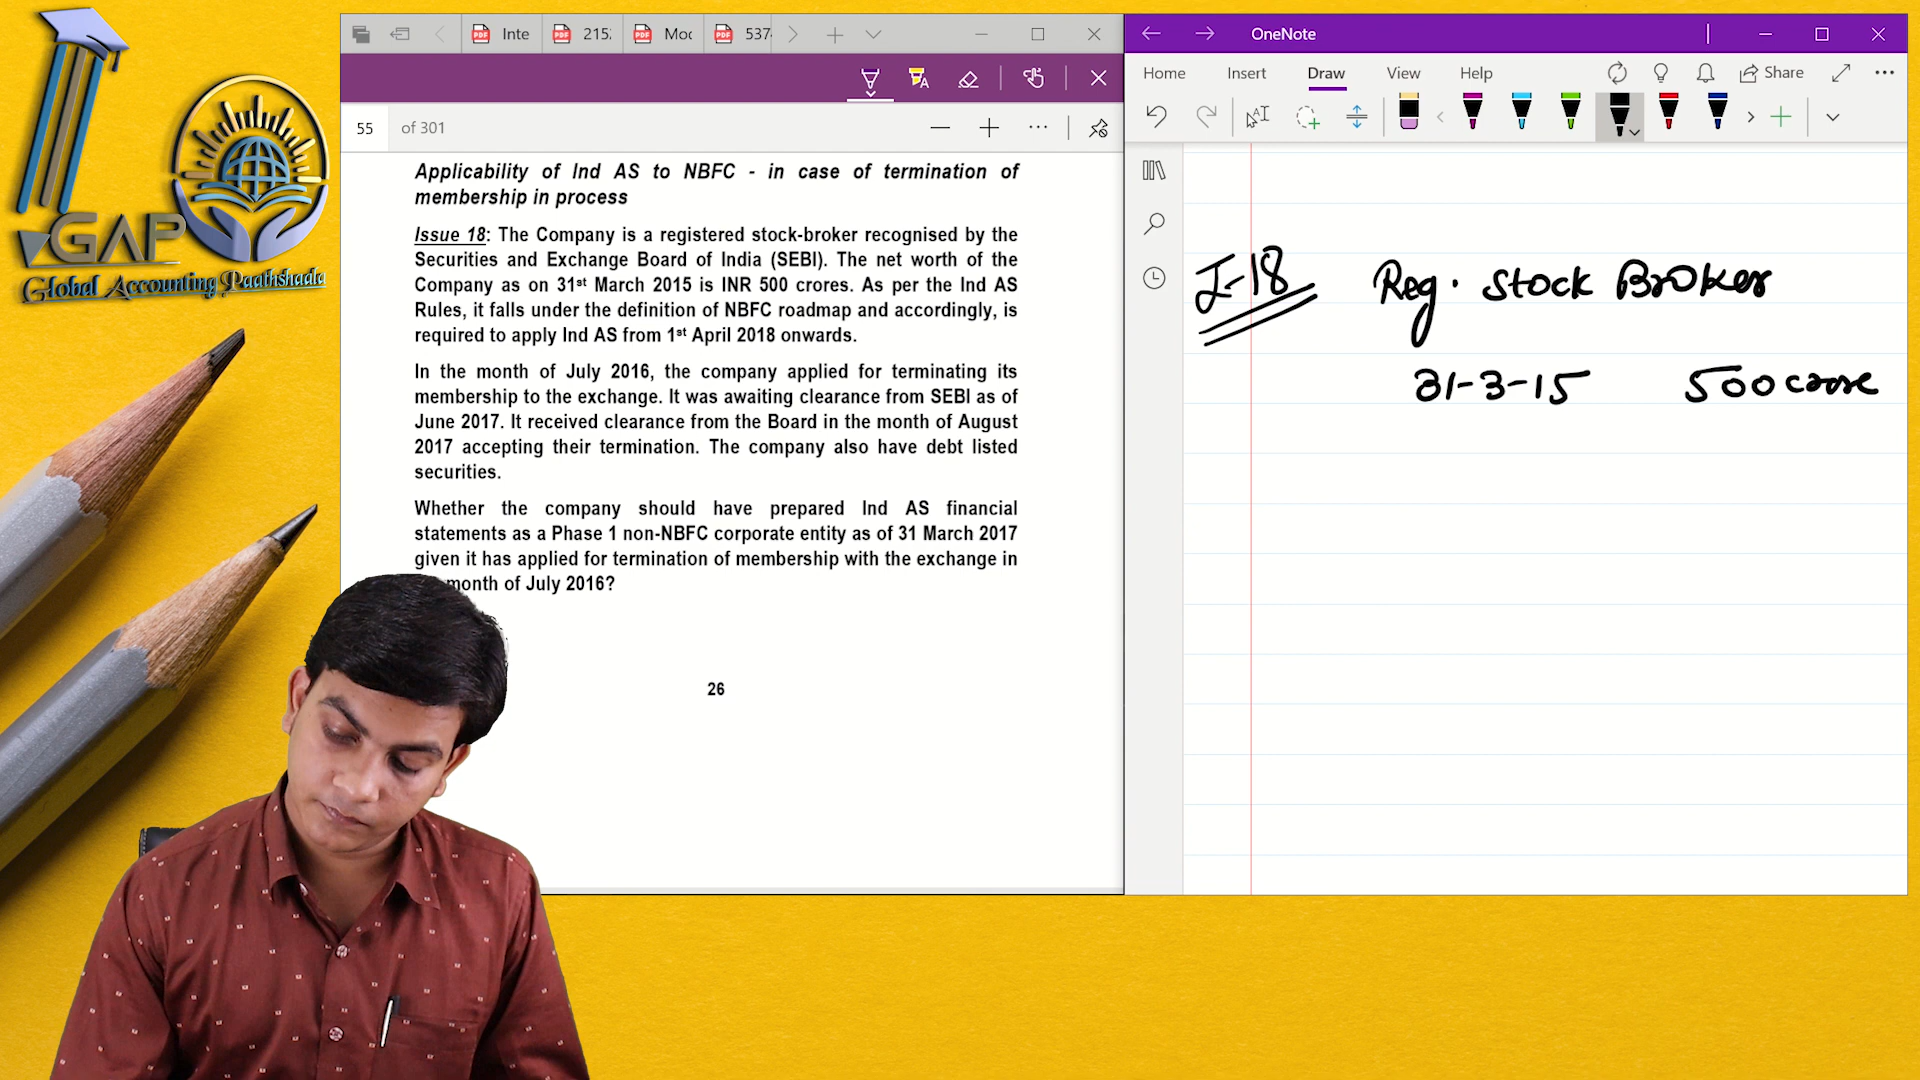 Inte
215
Moc
537
OneNote
Home Insert Draw View Help
Share
55 of 301
GAP
Global Accounting Paathshada
Applicability of Ind AS to NBFC - in case of termination of
membership in process
Issue 18: The Company is a registered stock-broker recognised by the
Securities and Exchange Board of India (SEBI). The net worth of the
Company as on 31st March 2015 is INR 500 crores. As per the Ind AS
Rules, it falls under the definition of NBFC roadmap and accordingly, is
required to apply Ind AS from 1st April 2018 onwards.
In the month of July 2016, the company applied for terminating its
membership to the exchange. It was awaiting clearance from SEBI as of
June 2017. It received clearance from the Board in the month of August
2017 accepting their termination. The company also have debt listed
securities.
Whether the company should have prepared Ind AS financial
statements as a Phase 1 non-NBFC corporate entity as of 31 March 2017
given it has applied for termination of membership with the exchange in
month of July 2016?
26
I-18 Reg. Stock Broker
31-3-15 500 crore